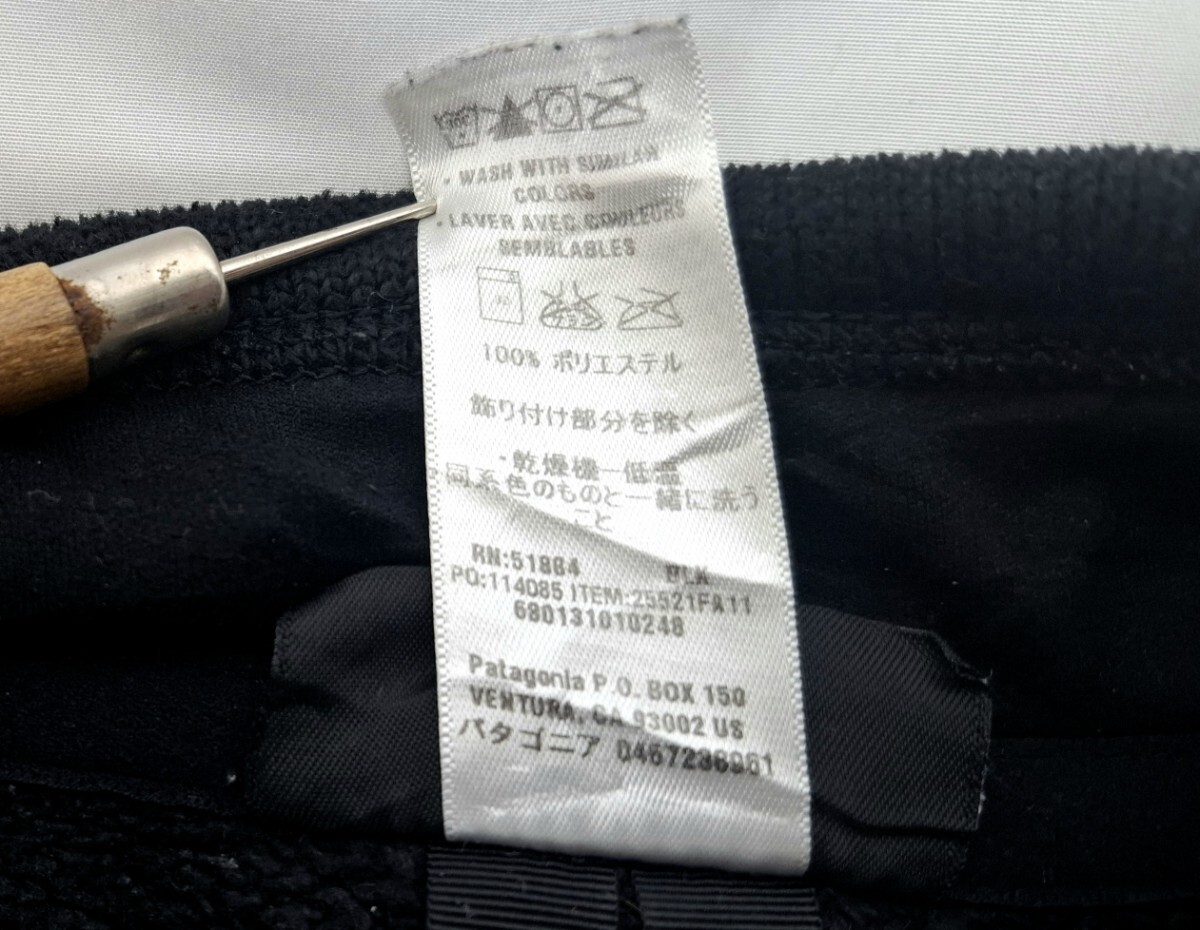 - WASH WITH SIMILAR
COLORS
- LAVER AVEC COULEURS
SEMBLABLES
100% ポリエステル
飾り付け部分を除く
・乾燥機―低温
同系色のものと一緒に洗う
こと
RN:51884 BLK
PO:114085 ITEM:25521FA11
680131010248
Patagonia P.O. BOX 150
VENTURA, CA 93002 US
パタゴニア 0467236961